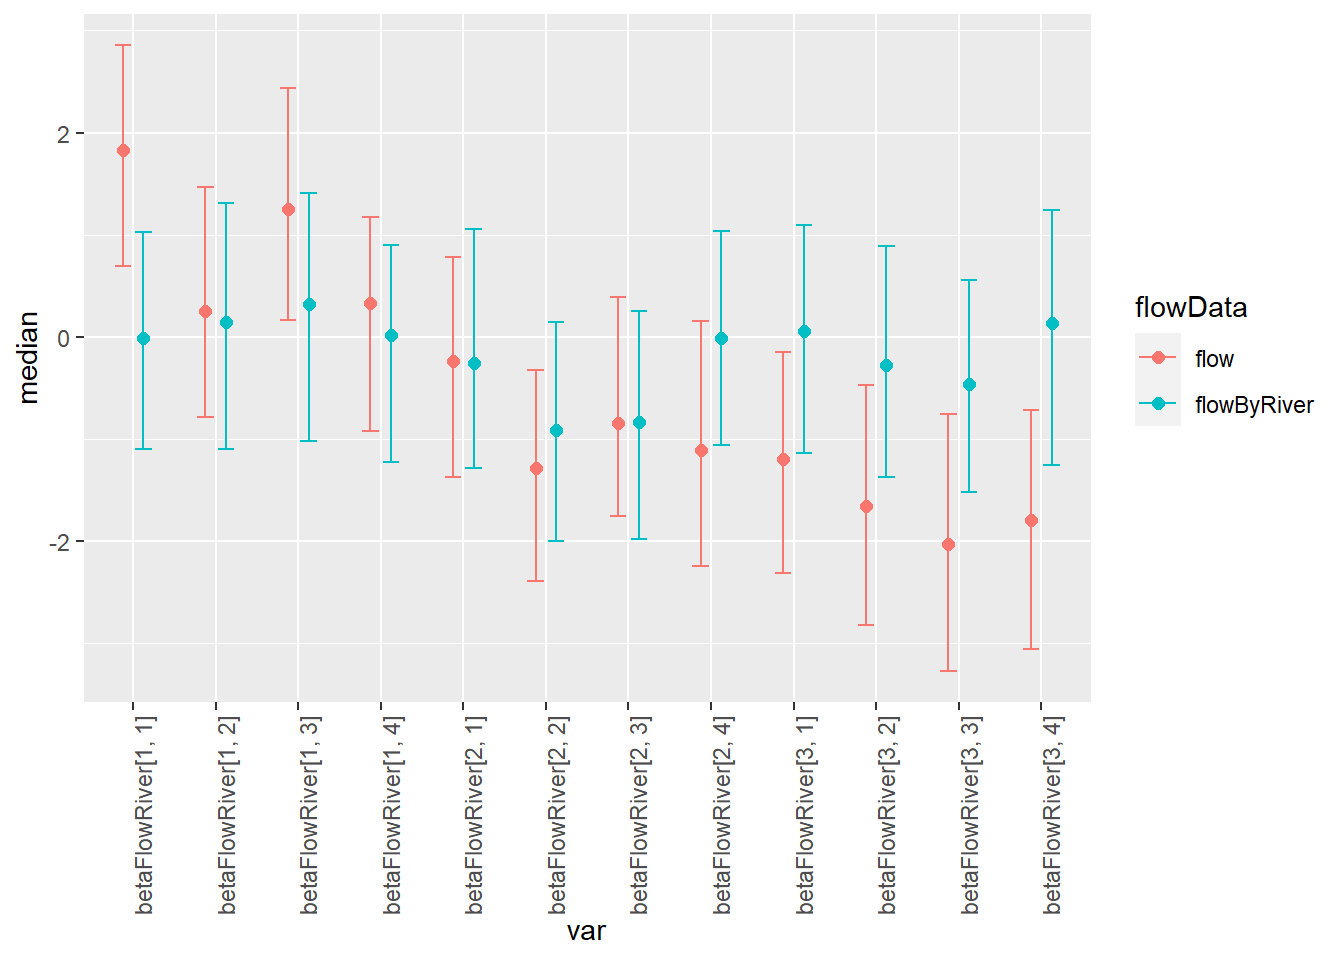 median
2
0
-2
betaFlowRiver[1, 1]
betaFlowRiver[1, 2]
betaFlowRiver[1, 3]
betaFlowRiver[1, 4]
betaFlowRiver[2, 1]
betaFlowRiver[2, 2]
betaFlowRiver[2, 3]
betaFlowRiver[2, 4]
betaFlowRiver[3, 1]
betaFlowRiver[3, 2]
betaFlowRiver[3, 3]
betaFlowRiver[3, 4]
var
flowData
flow
flowByRiver